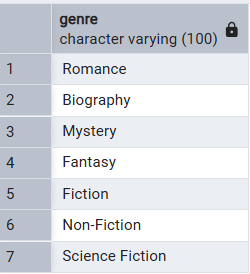 genre
character varying (100)
1 Romance
2 Biography
3 Mystery
4 Fantasy
5 Fiction
6 Non-Fiction
7 Science Fiction